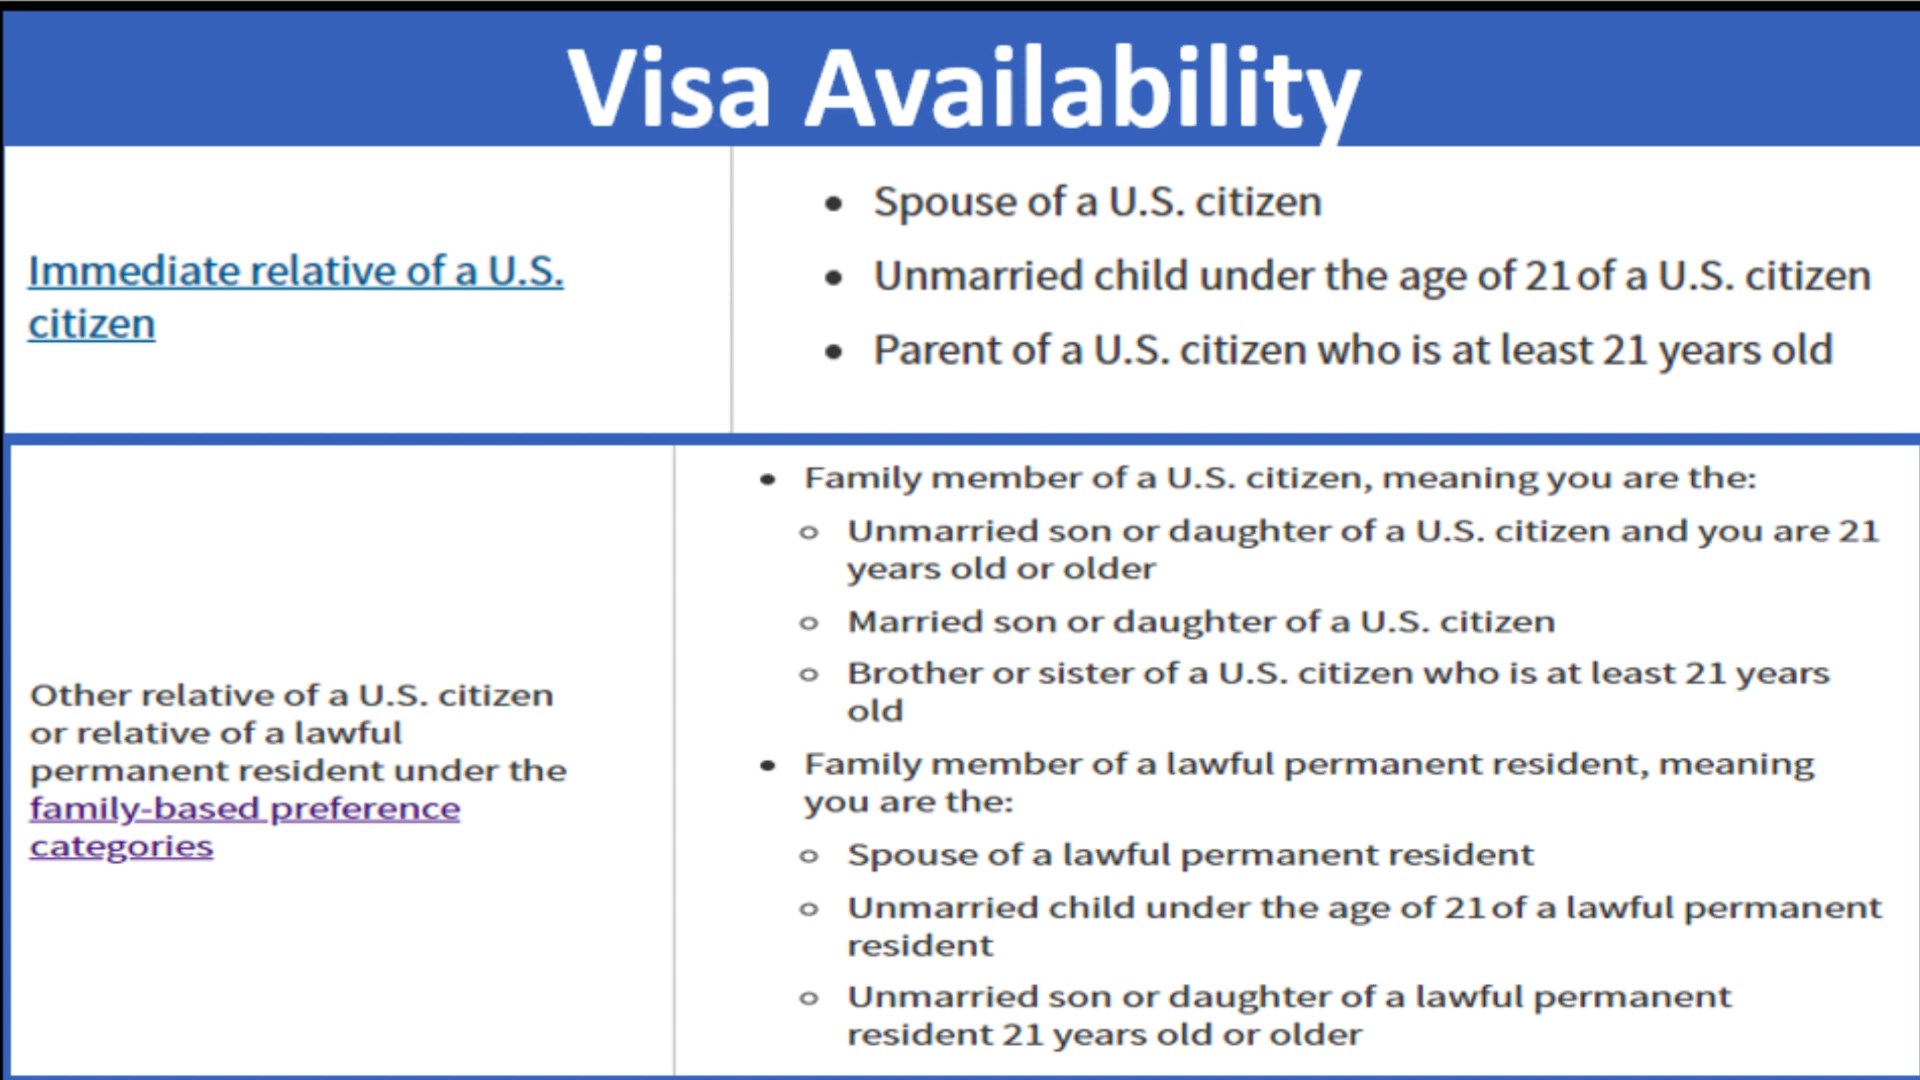 Visa Availability
Immediate relative of a U.S.
citizen
• Spouse of a U.S. citizen
• Unmarried child under the age of 21 of a U.S. citizen
• Parent of a U.S. citizen who is at least 21 years old
Other relative of a U.S. citizen
or relative of a lawful
permanent resident under the
family-based preference
categories
• Family member of a U.S. citizen, meaning you are the:
○ Unmarried son or daughter of a U.S. citizen and you are 21
years old or older
○ Married son or daughter of a U.S. citizen
○ Brother or sister of a U.S. citizen who is at least 21 years
old
• Family member of a lawful permanent resident, meaning
you are the:
○ Spouse of a lawful permanent resident
○ Unmarried child under the age of 21 of a lawful permanent
resident
○ Unmarried son or daughter of a lawful permanent
resident 21 years old or older